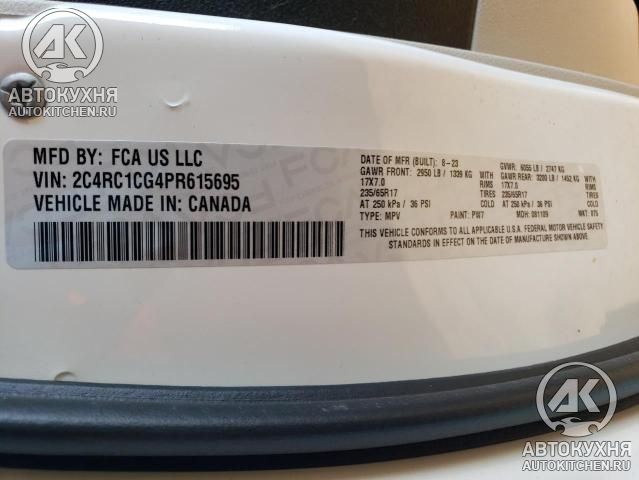 AK
АВТОКУХНЯ
AUTOKITCHEN.RU
MFD BY: FCA US LLC
VIN: 2C4RC1CG4PR615695
VEHICLE MADE IN: CANADA
DATE OF MFR (BUILT): 8-23 GVWR: 6055 LB / 2747 KG
GAWR FRONT: 2950 LB / 1339 KG WITH GAWR REAR: 3200 LB / 1452 KG WITH
17X7.0 RIMS 17X7.0 RIMS
235/65R17 235/65R17
AT 250 kPa / 36 PSI COLD AT 250 kPa / 36 PSI COLD
TYPE: MPV PAINT: PW7 MDH: 081109 MKT: 875
THIS VEHICLE CONFORMS TO ALL APPLICABLE U.S.A. FEDERAL MOTOR VEHICLE SAFETY
STANDARDS IN EFFECT ON THE DATE OF MANUFACTURE SHOWN ABOVE.
AK
АВТОКУХНЯ
AUTOKITCHEN.RU